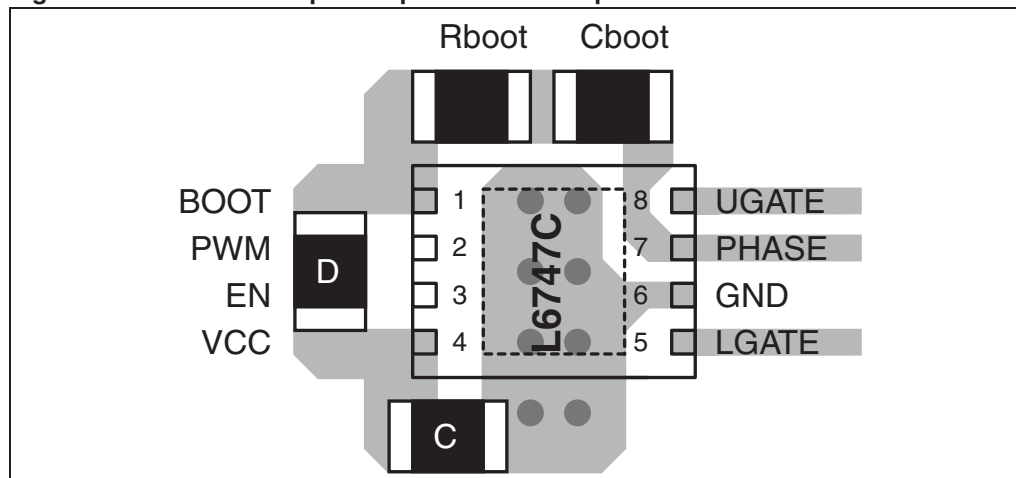 Rboot Cboot
BOOT 1 8 UGATE
PWM 2 7 PHASE
EN 3 6 GND
VCC 4 5 LGATE
L6747C
D
C